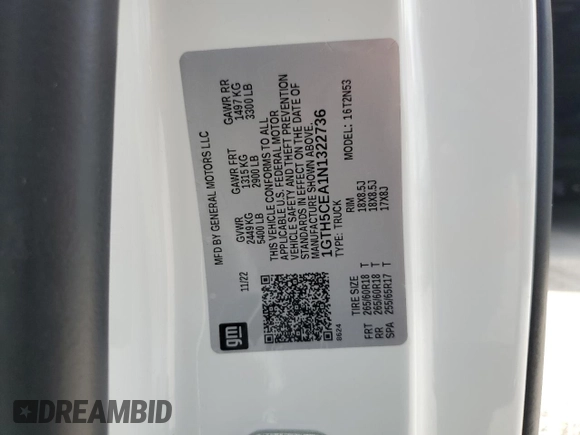 MFD BY GENERAL MOTORS LLC
11/22
GVWR
2449 KG
5400 LB
GAWR FRT
1315 KG
2900 LB
GAWR RR
1497 KG
3300 LB
THIS VEHICLE CONFORMS TO ALL
APPLICABLE U.S. FEDERAL MOTOR
VEHICLE SAFETY AND THEFT PREVENTION
STANDARDS IN EFFECT ON THE DATE OF
MANUFACTURE SHOWN ABOVE.
1GTH5CEA1N1322736
TYPE: TRUCK
MODEL: 16T2N53
gm
8624
TIRE SIZE RIM
FRT 265/60R18 T 18X8.5J
RR 265/60R18 T 18X8.5J
SPA 255/65R17 T 17X8J
DREAMBID